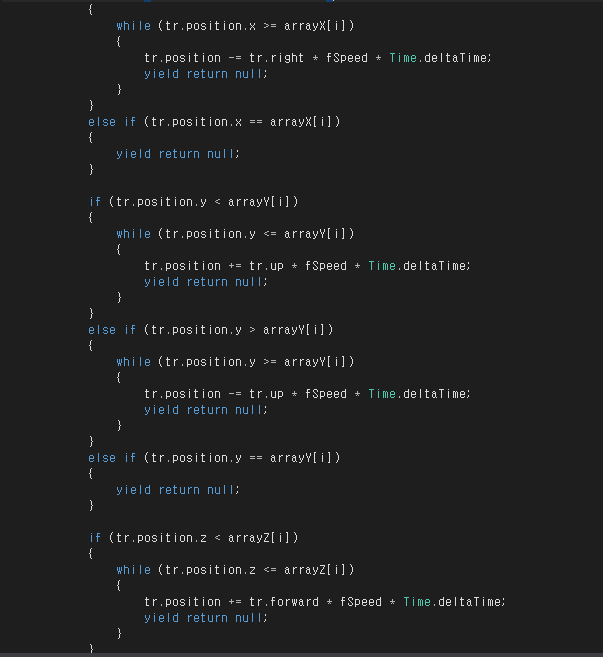 {
while (tr.position.x >= arrayX[i])
{
tr.position -= tr.right * fSpeed * Time.deltaTime;
yield return null;
}
}
else if (tr.position.x == arrayX[i])
{
yield return null;
}
if (tr.position.y < arrayY[i])
{
while (tr.position.y <= arrayY[i])
{
tr.position += tr.up * fSpeed * Time.deltaTime;
yield return null;
}
}
else if (tr.position.y > arrayY[i])
{
while (tr.position.y >= arrayY[i])
{
tr.position -= tr.up * fSpeed * Time.deltaTime;
yield return null;
}
}
else if (tr.position.y == arrayY[i])
{
yield return null;
}
if (tr.position.z < arrayZ[i])
{
while (tr.position.z <= arrayZ[i])
{
tr.position += tr.forward * fSpeed * Time.deltaTime;
yield return null;
}
}